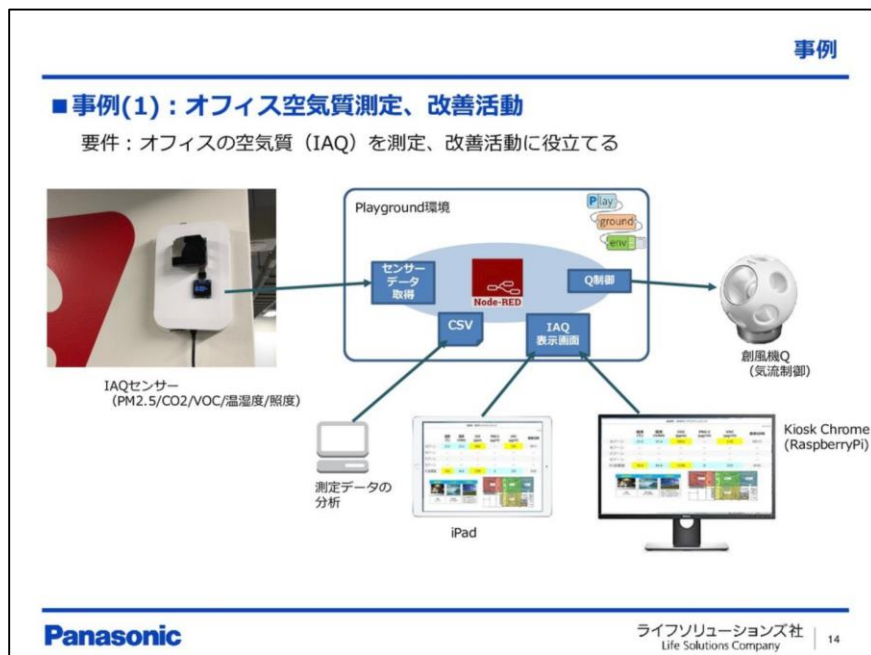 事例
■事例(1)：オフィス空気質測定、改善活動
要件：オフィスの空気質（IAQ）を測定、改善活動に役立てる
Playground環境
Play
ground
env
センサー
データ
取得
Node-RED
Q制御
CSV
IAQ
表示画面
創風機Q
（気流制御）
IAQセンサー
（PM2.5/CO2/VOC/温湿度/照度）
測定データの
分析
iPad
Kiosk Chrome
(RaspberryPi)
Panasonic
ライフソリューションズ社
Life Solutions Company
14